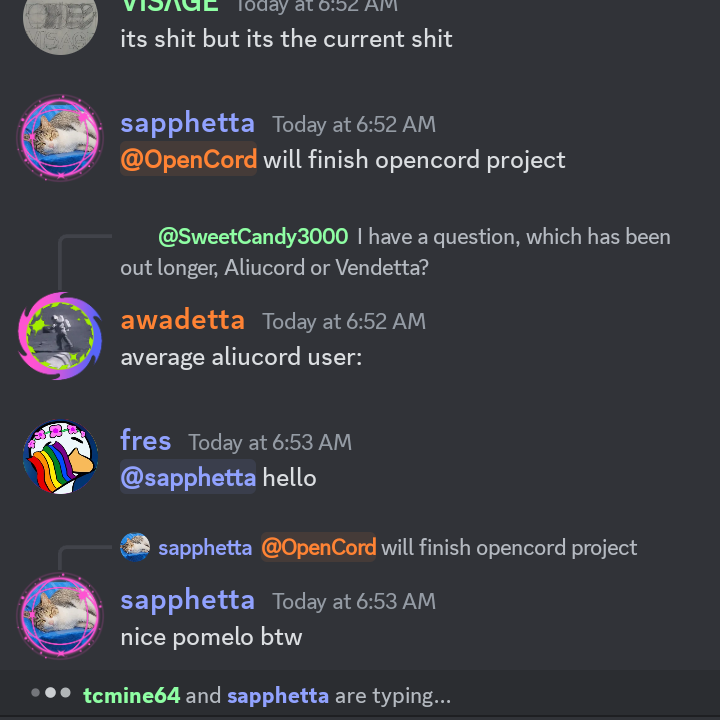 VISAGE Today at 6:52 AM
its shit but its the current shit
sapphetta Today at 6:52 AM
@OpenCord will finish opencord project
@SweetCandy3000 I have a question, which has been
out longer, Aliucord or Vendetta?
awadetta Today at 6:52 AM
average aliucord user:
fres Today at 6:53 AM
@sapphetta hello
sapphetta @OpenCord will finish opencord project
sapphetta Today at 6:53 AM
nice pomelo btw
tcmine64 and sapphetta are typing...